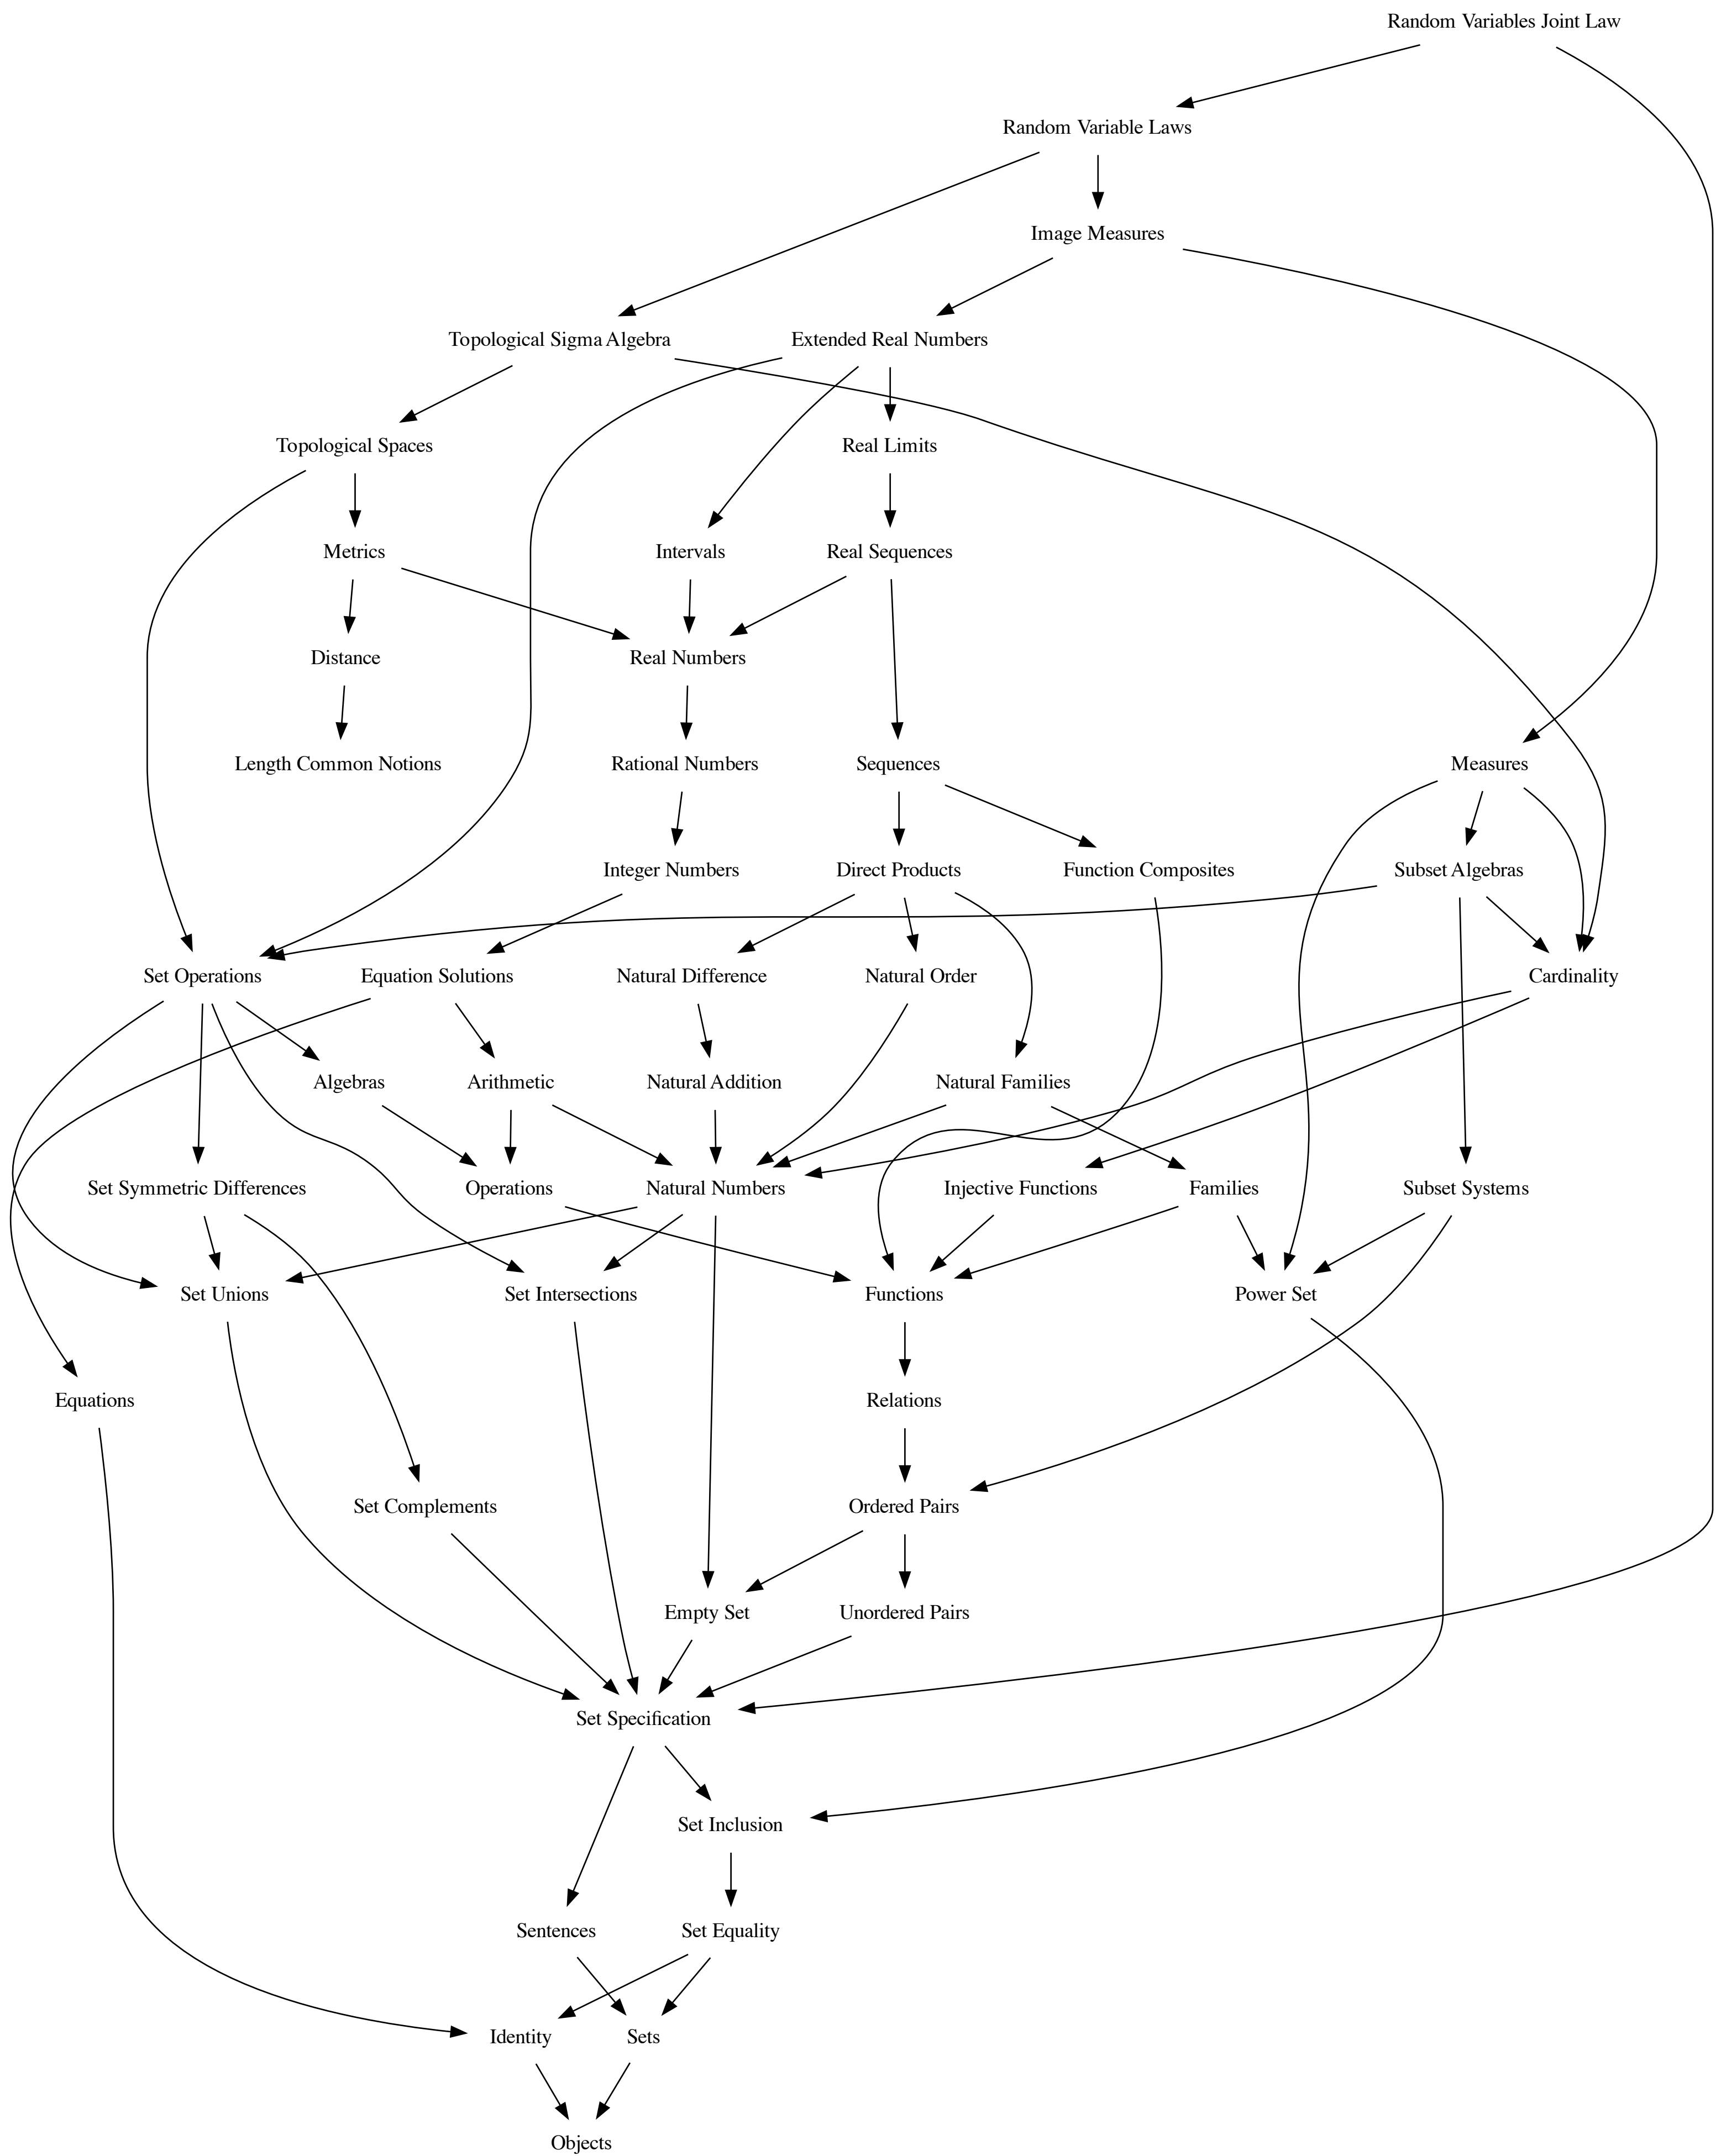 Random Variables Joint Law
Random Variable Laws
Image Measures
Topological Sigma Algebra
Extended Real Numbers
Topological Spaces
Real Limits
Metrics
Intervals
Real Sequences
Distance
Real Numbers
Length Common Notions
Rational Numbers
Sequences
Measures
Integer Numbers
Direct Products
Function Composites
Subset Algebras
Set Operations
Equation Solutions
Natural Difference
Natural Order
Cardinality
Algebras
Arithmetic
Natural Addition
Natural Families
Set Symmetric Differences
Operations
Natural Numbers
Injective Functions
Families
Subset Systems
Set Unions
Set Intersections
Functions
Power Set
Equations
Relations
Set Complements
Ordered Pairs
Empty Set
Unordered Pairs
Set Specification
Set Inclusion
Sentences
Set Equality
Identity
Sets
Objects